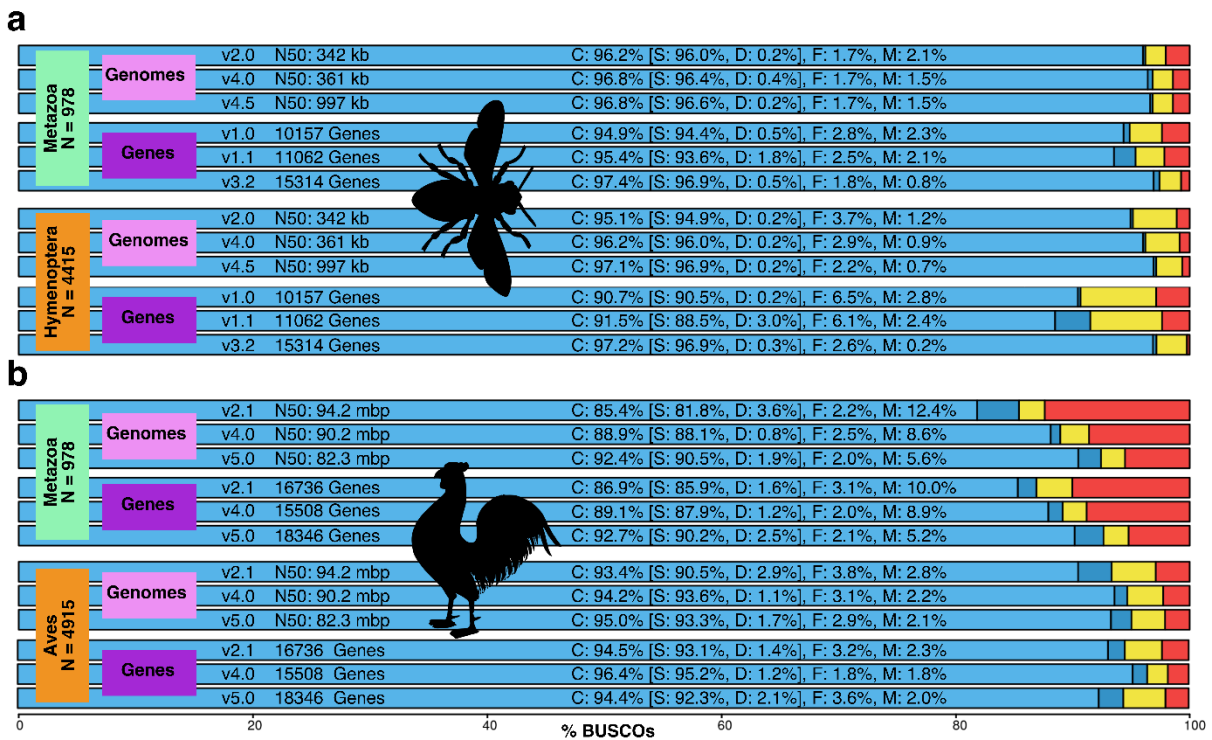 a
Metazoa
N = 978
Genomes
v2.0 N50: 342 kb C: 96.2% [S: 96.0%, D: 0.2%], F: 1.7%, M: 2.1%
v4.0 N50: 361 kb C: 96.8% [S: 96.4%, D: 0.4%], F: 1.7%, M: 1.5%
v4.5 N50: 997 kb C: 96.8% [S: 96.6%, D: 0.2%], F: 1.7%, M: 1.5%
Genes
v1.0 10157 Genes C: 94.9% [S: 94.4%, D: 0.5%], F: 2.8%, M: 2.3%
v1.1 11062 Genes C: 95.4% [S: 93.6%, D: 1.8%], F: 2.5%, M: 2.1%
v3.2 15314 Genes C: 97.4% [S: 96.9%, D: 0.5%], F: 1.8%, M: 0.8%
Hymenoptera
N = 4415
Genomes
v2.0 N50: 342 kb C: 95.1% [S: 94.9%, D: 0.2%], F: 3.7%, M: 1.2%
v4.0 N50: 361 kb C: 96.2% [S: 96.0%, D: 0.2%], F: 2.9%, M: 0.9%
v4.5 N50: 997 kb C: 97.1% [S: 96.9%, D: 0.2%], F: 2.2%, M: 0.7%
Genes
v1.0 10157 Genes C: 90.7% [S: 90.5%, D: 0.2%], F: 6.5%, M: 2.8%
v1.1 11062 Genes C: 91.5% [S: 88.5%, D: 3.0%], F: 6.1%, M: 2.4%
v3.2 15314 Genes C: 97.2% [S: 96.9%, D: 0.3%], F: 2.6%, M: 0.2%
b
Metazoa
N = 978
Genomes
v2.1 N50: 94.2 mbp C: 85.4% [S: 81.8%, D: 3.6%], F: 2.2%, M: 12.4%
v4.0 N50: 90.2 mbp C: 88.9% [S: 88.1%, D: 0.8%], F: 2.5%, M: 8.6%
v5.0 N50: 82.3 mbp C: 92.4% [S: 90.5%, D: 1.9%], F: 2.0%, M: 5.6%
Genes
v2.1 16736 Genes C: 86.9% [S: 85.9%, D: 1.6%], F: 3.1%, M: 10.0%
v4.0 15508 Genes C: 89.1% [S: 87.9%, D: 1.2%], F: 2.0%, M: 8.9%
v5.0 18346 Genes C: 92.7% [S: 90.2%, D: 2.5%], F: 2.1%, M: 5.2%
Aves
N = 4915
Genomes
v2.1 N50: 94.2 mbp C: 93.4% [S: 90.5%, D: 2.9%], F: 3.8%, M: 2.8%
v4.0 N50: 90.2 mbp C: 94.2% [S: 93.6%, D: 1.1%], F: 3.1%, M: 2.2%
v5.0 N50: 82.3 mbp C: 95.0% [S: 93.3%, D: 1.7%], F: 2.9%, M: 2.1%
Genes
v2.1 16736 Genes C: 94.5% [S: 93.1%, D: 1.4%], F: 3.2%, M: 2.3%
v4.0 15508 Genes C: 96.4% [S: 95.2%, D: 1.2%], F: 1.8%, M: 1.8%
v5.0 18346 Genes C: 94.4% [S: 92.3%, D: 2.1%], F: 3.6%, M: 2.0%
0 20 40 60 80 100
% BUSCOs